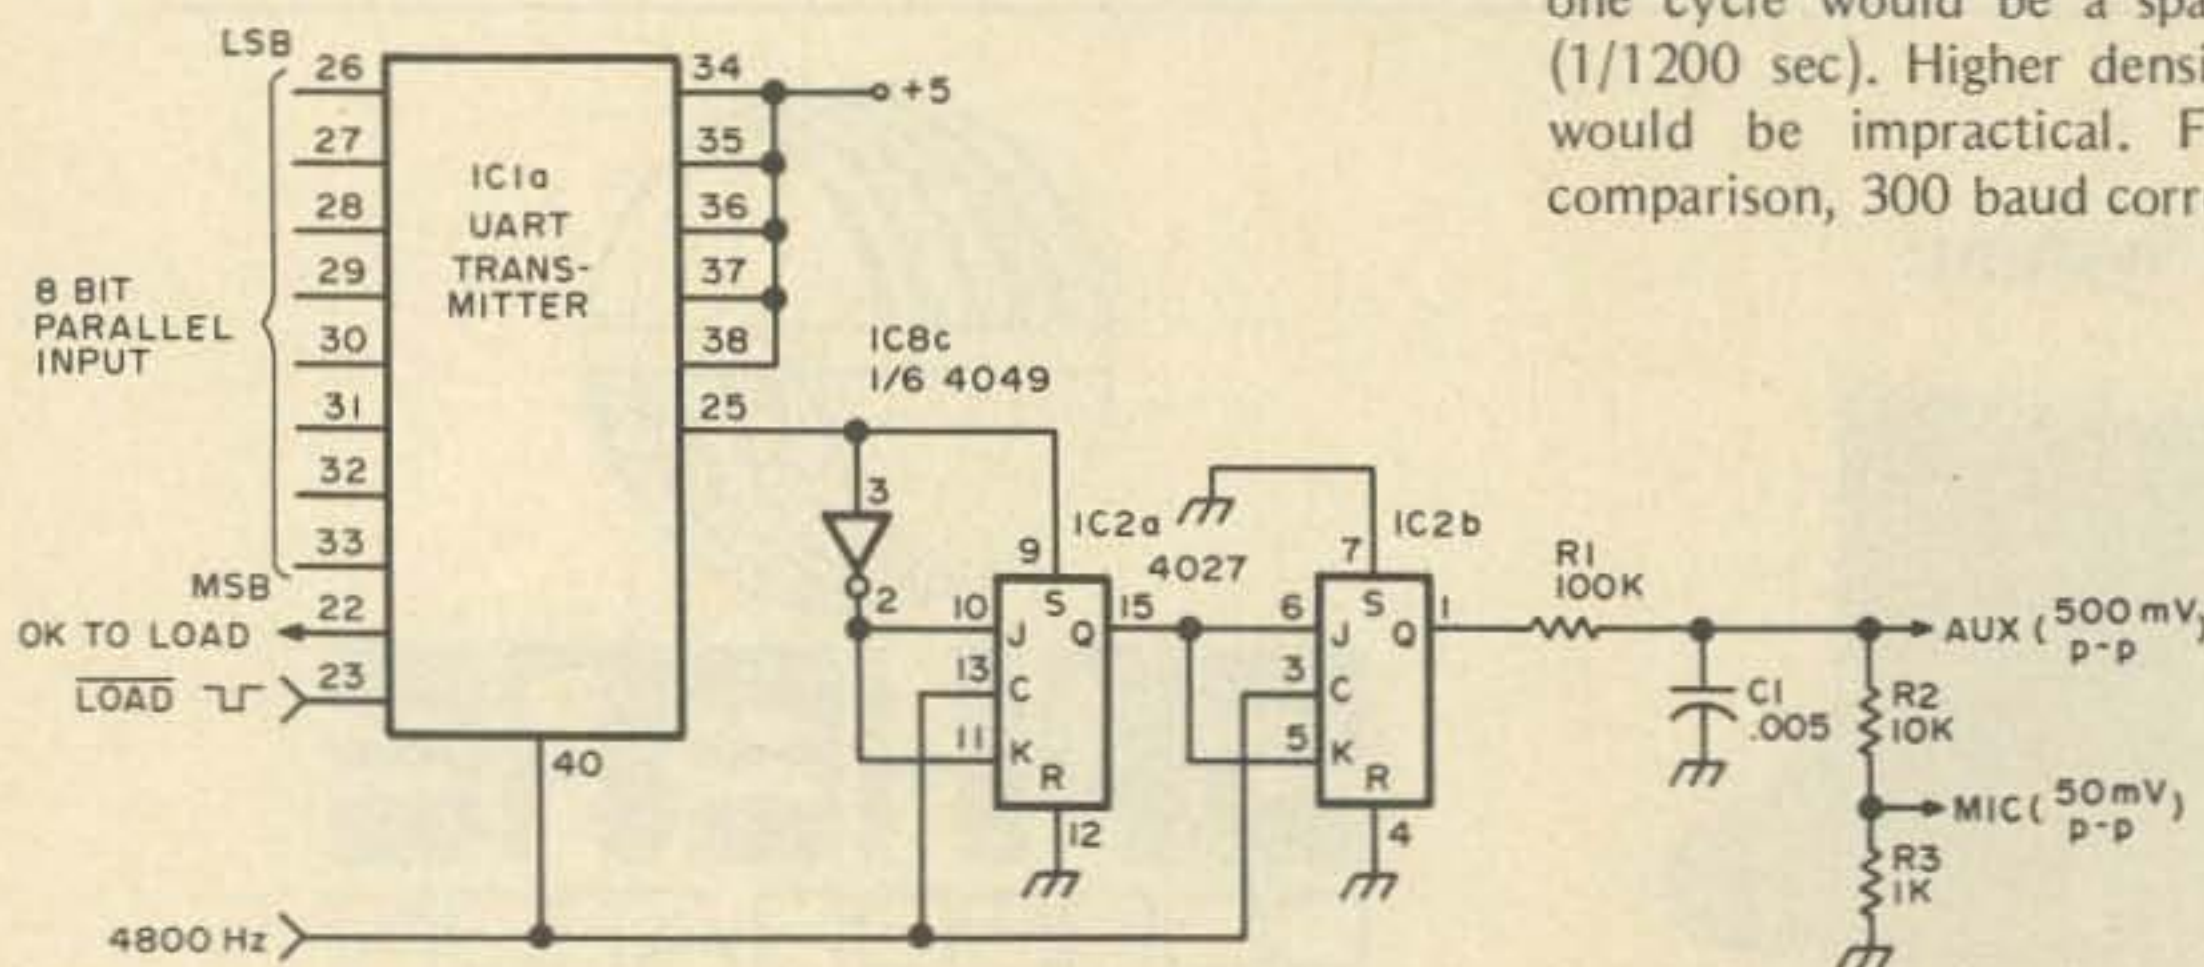 one cycle would be a spa
(1/1200 sec). Higher densi
would be impractical. F
comparison, 300 baud corr
LSB
26
27
28
29
30
31
32
33
MSB
8 BIT
PARALLEL
INPUT
22
OK TO LOAD
23
LOAD
IC1a
UART
TRANS-
MITTER
34
+5
35
36
37
38
25
40
4800 Hz
IC8c
1/6 4049
3
2
IC2a
4027
9
10
13
11
S
J
Q
C
K
R
15
12
IC2b
7
6
3
5
S
J
Q
C
K
R
1
4
R1
100K
C1
.005
AUX (500 mV)
p-p
R2
10K
MIC (50mV)
p-p
R3
1K